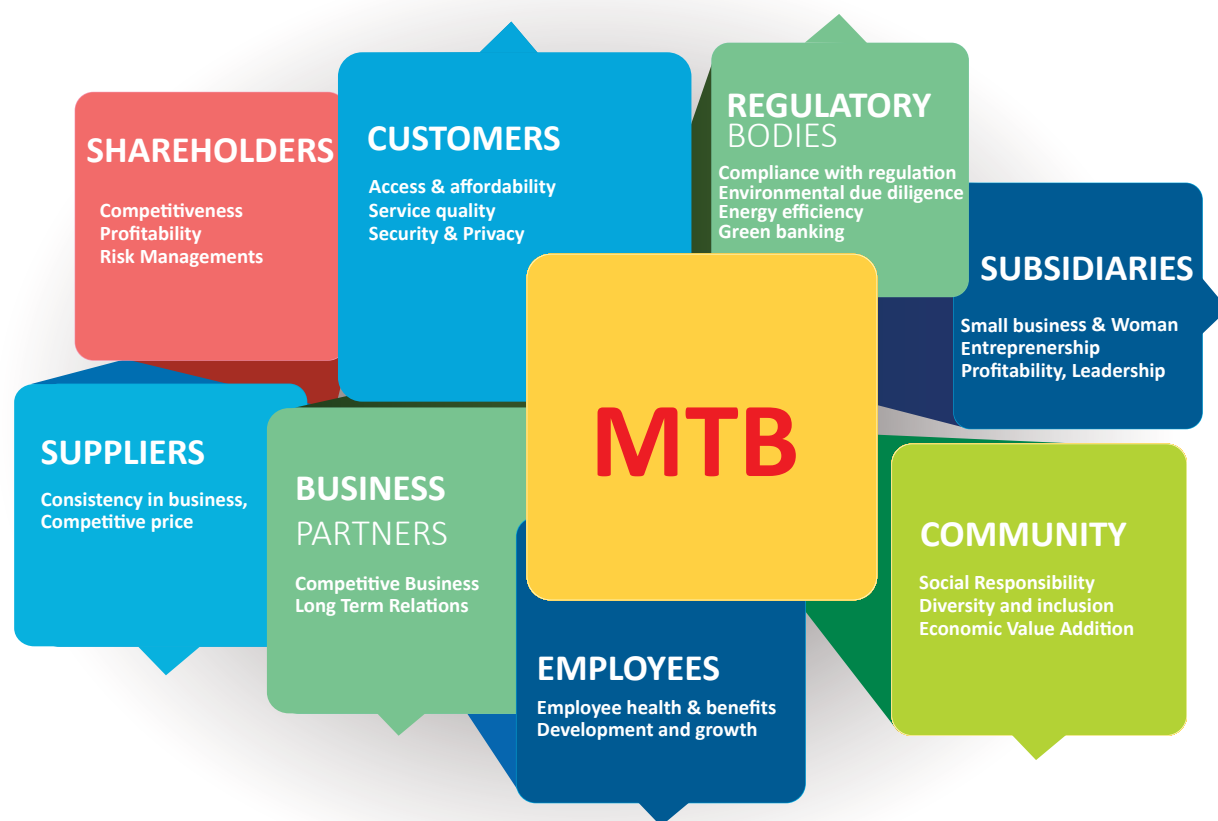 SHAREHOLDERS
Competitiveness
Profitability
Risk Managements
CUSTOMERS
Access & affordability
Service quality
Security & Privacy
REGULATORY
BODIES
Compliance with regulation
Environmental due diligence
Energy efficiency
Green banking
SUBSIDIARIES
Small business & Woman
Entreprenership
Profitability, Leadership
MTB
SUPPLIERS
Consistency in business,
Competitive price
BUSINESS
PARTNERS
Competitive Business
Long Term Relations
EMPLOYEES
Employee health & benefits
Development and growth
COMMUNITY
Social Responsibility
Diversity and inclusion
Economic Value Addition